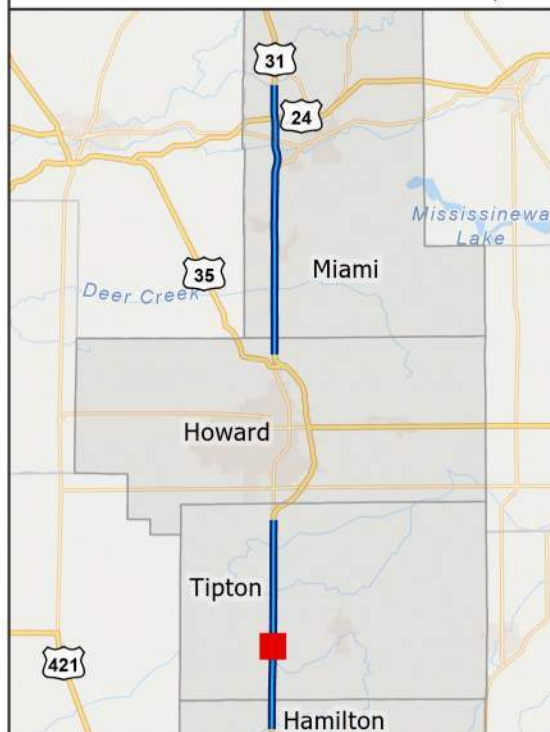 31
24
Mississinewa
Lake
Miami
35
Deer Creek
Howard
Tipton
421
Hamilton